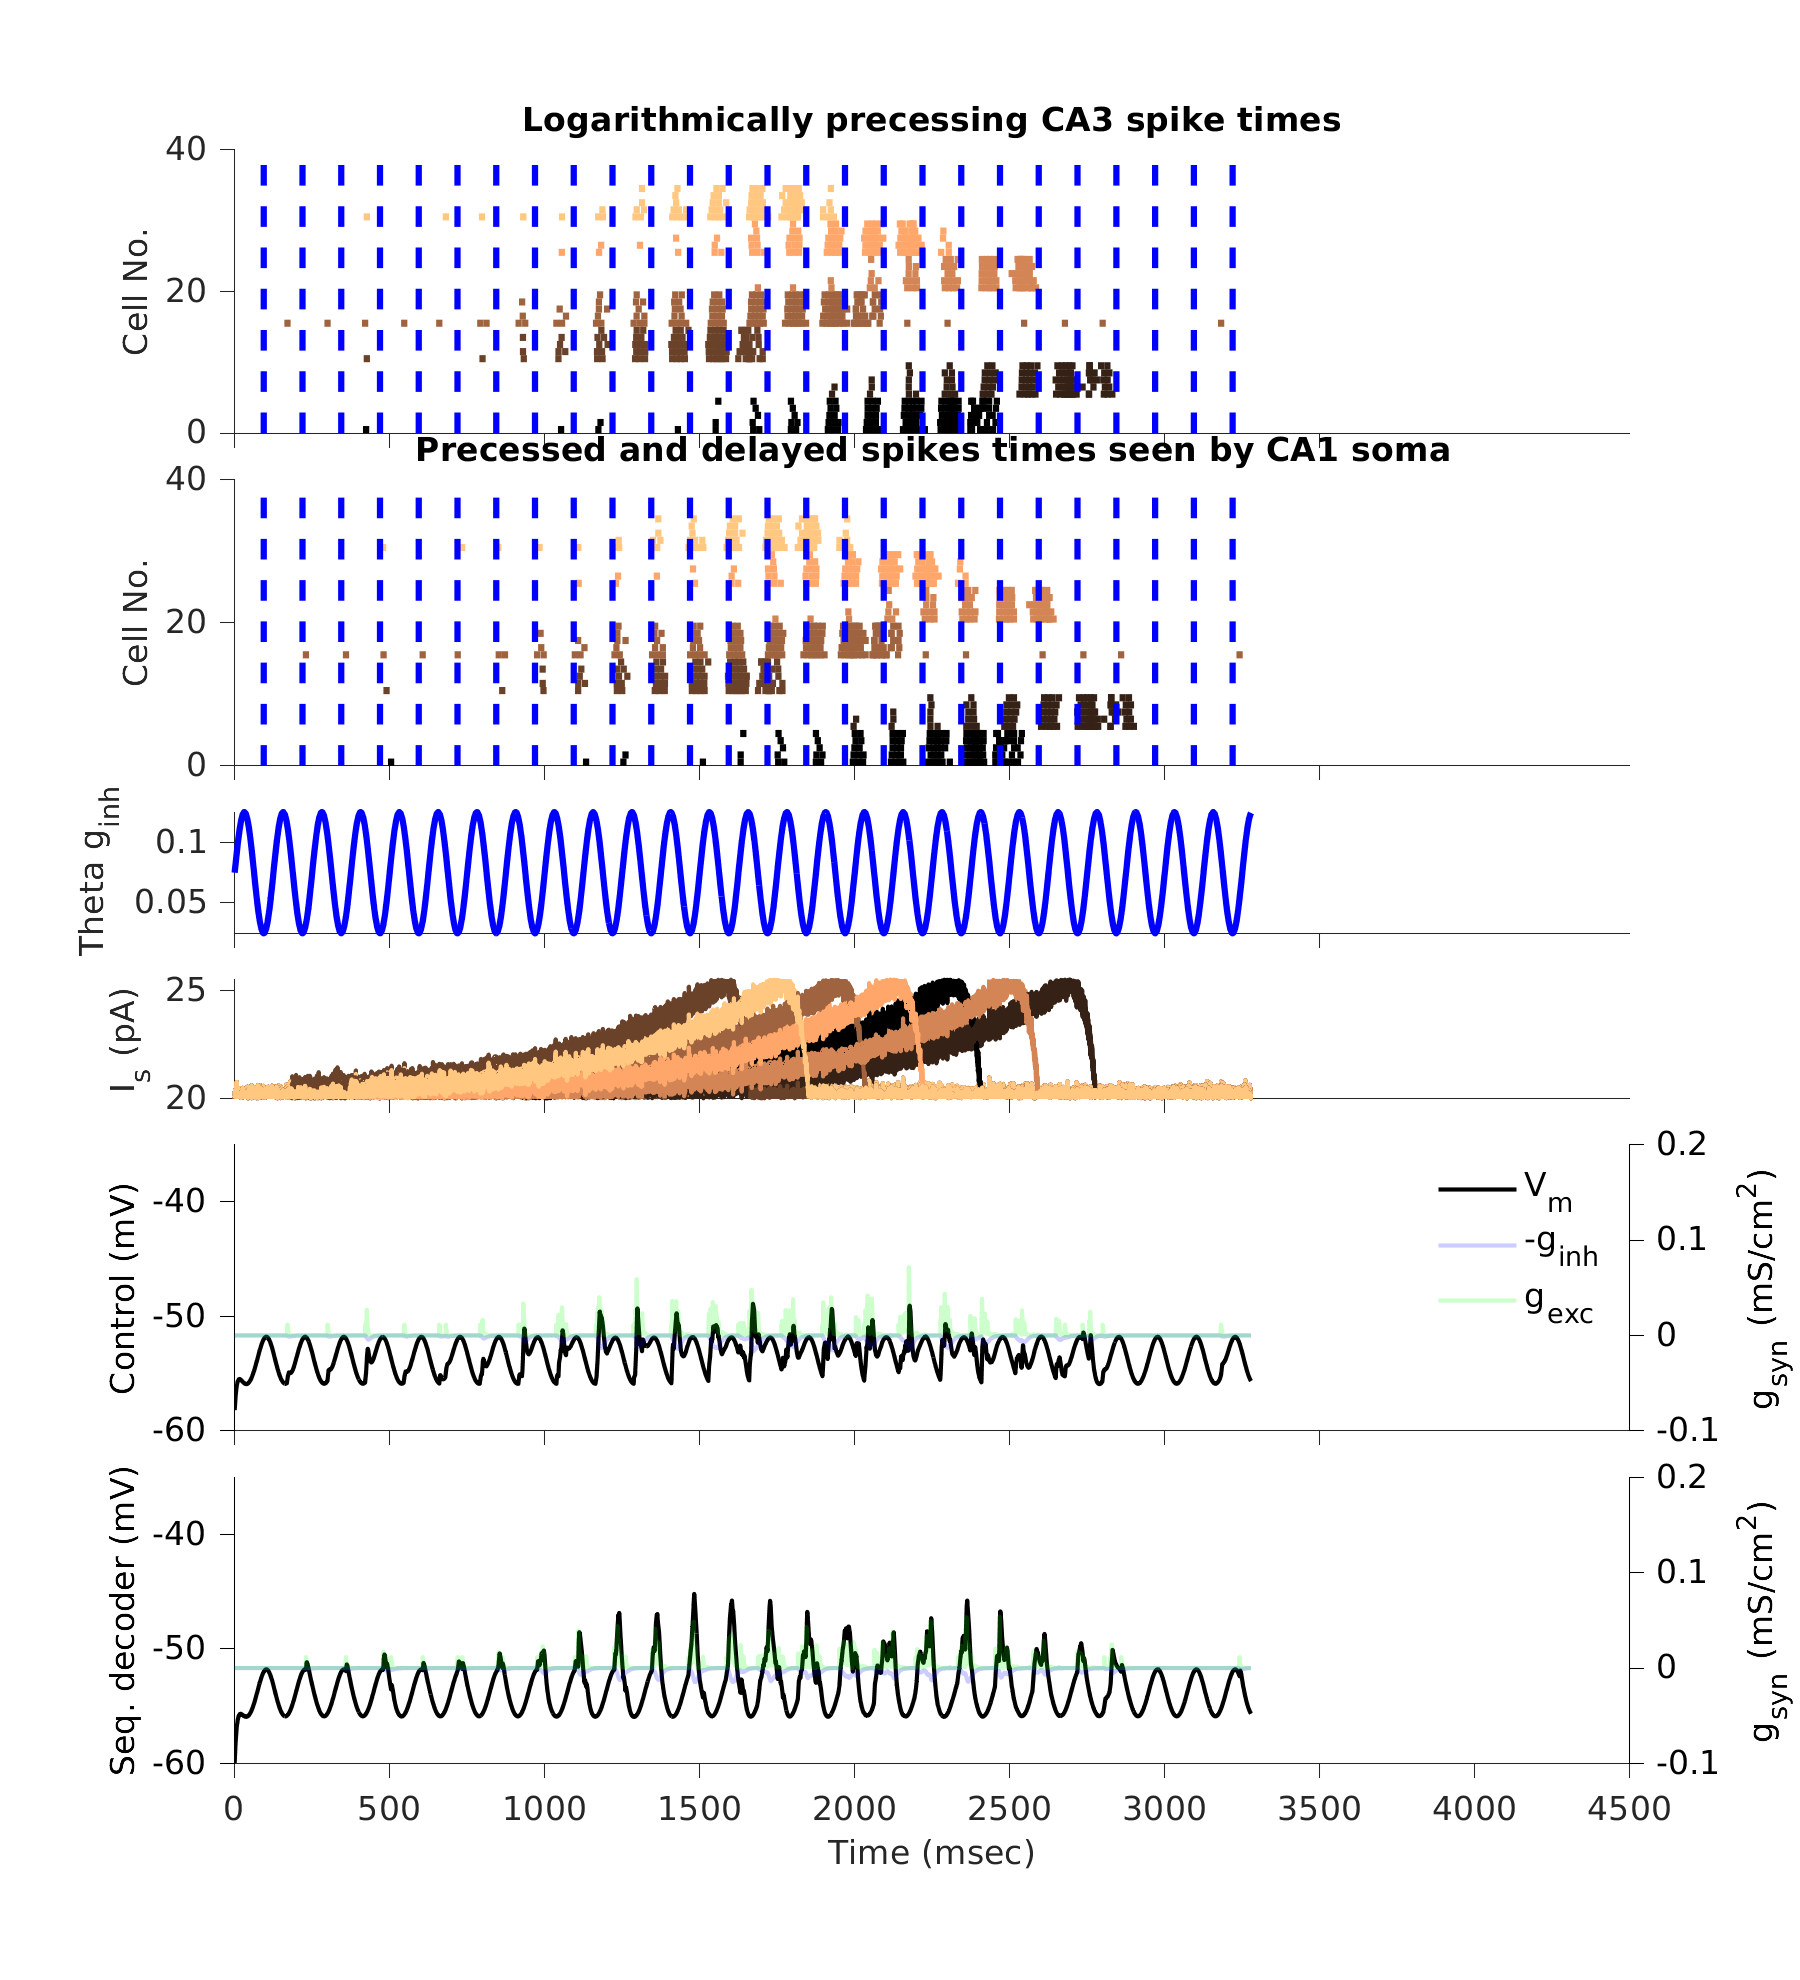 Logarithmically precessing CA3 spike times
40
20
0
Cell No.
Precessed and delayed spikes times seen by CA1 soma
40
20
0
Cell No.
0.1
0.05
Theta g_inh
25
20
I_s (pA)
-40
-50
-60
Control (mV)
V_m
-g_inh
g_exc
0.2
0.1
0
-0.1
g_syn (mS/cm^2)
-40
-50
-60
Seq. decoder (mV)
0.2
0.1
0
-0.1
g_syn (mS/cm^2)
0 500 1000 1500 2000 2500 3000 3500 4000 4500
Time (msec)